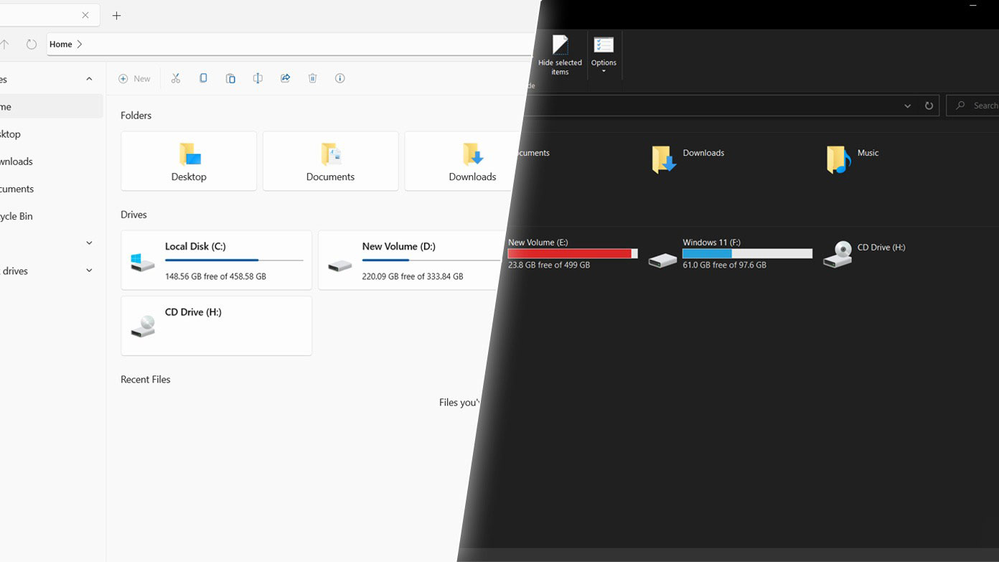 Home
Hide selected
items
Options
es
New
de
me
Search
Folders
sktop
wnloads
Desktop
Documents
Downloads
cuments
Downloads
Music
cuments
ycle Bin
Drives
Local Disk (C:)
148.56 GB free of 458.58 GB
New Volume (D:)
220.09 GB free of 333.84 GB
New Volume (E:)
23.8 GB free of 499 GB
Windows 11 (F:)
61.0 GB free of 97.6 GB
CD Drive (H:)
drives
CD Drive (H:)
Recent Files
Files you'